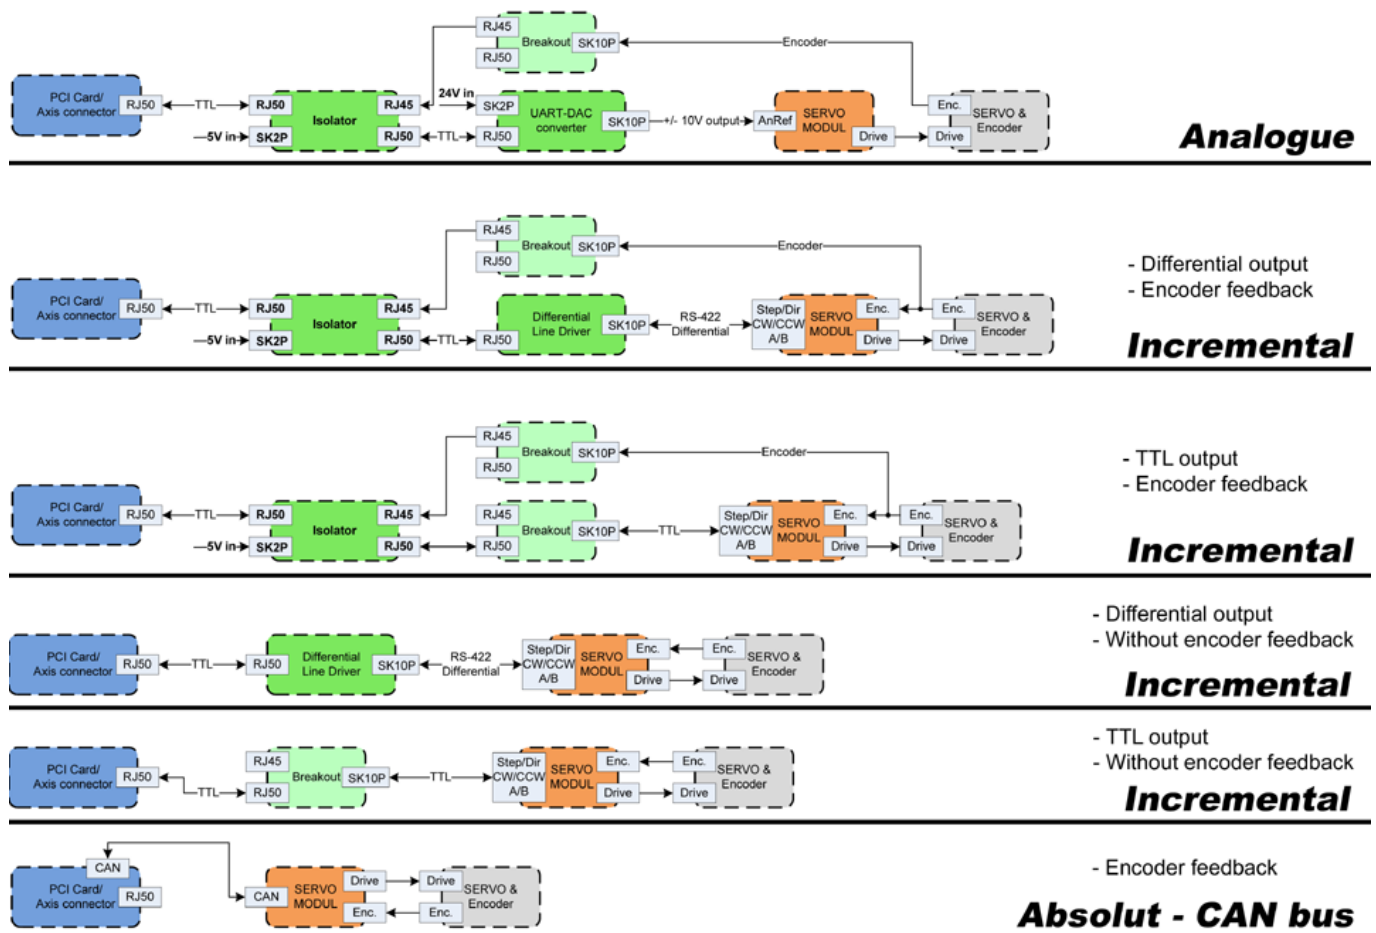 RJ45
Breakout
SK10P
Encoder
RJ50
PCI Card/
Axis connector
RJ50
TTL
RJ50
Isolator
RJ45
24V in
SK2P
UART-DAC
converter
SK10P
+/- 10V output
AnRef
SERVO
MODUL
Drive
Enc.
SERVO &
Encoder
Drive
5V in
SK2P
RJ50
TTL
RJ50
Analogue
RJ45
Breakout
SK10P
Encoder
RJ50
PCI Card/
Axis connector
RJ50
TTL
RJ50
Isolator
RJ45
5V in
SK2P
RJ50
TTL
RJ50
Differential
Line Driver
SK10P
RS-422
Differential
Step/Dir
CW/CCW
A/B
SERVO
MODUL
Enc.
Drive
Enc.
Drive
SERVO &
Encoder
- Differential output
- Encoder feedback
Incremental
RJ45
Breakout
SK10P
Encoder
RJ50
PCI Card/
Axis connector
RJ50
TTL
RJ50
Isolator
RJ45
5V in
SK2P
RJ50
RJ45
Breakout
RJ50
SK10P
TTL
Step/Dir
CW/CCW
A/B
SERVO
MODUL
Enc.
Drive
Enc.
Drive
SERVO &
Encoder
- TTL output
- Encoder feedback
Incremental
PCI Card/
Axis connector
RJ50
TTL
RJ50
Differential
Line Driver
SK10P
RS-422
Differential
Step/Dir
CW/CCW
A/B
SERVO
MODUL
Enc.
Drive
Enc.
Drive
SERVO &
Encoder
- Differential output
- Without encoder feedback
Incremental
PCI Card/
Axis connector
RJ50
TTL
RJ45
Breakout
RJ50
SK10P
TTL
Step/Dir
CW/CCW
A/B
SERVO
MODUL
Enc.
Drive
Enc.
Drive
SERVO &
Encoder
- TTL output
- Without encoder feedback
Incremental
CAN
PCI Card/
Axis connector
RJ50
CAN
SERVO
MODUL
Drive
Enc.
Drive
Enc.
SERVO &
Encoder
- Encoder feedback
Absolut - CAN bus